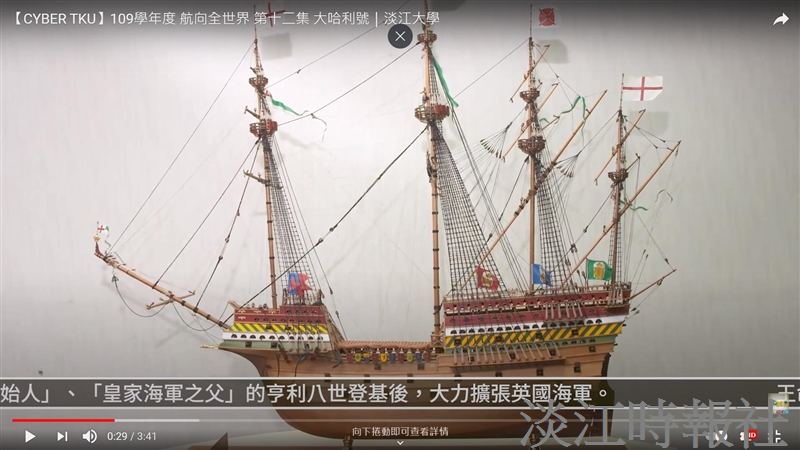 【CYBER TKU】109學年度 航向全世界 第十二集 大哈利號｜淡江大學
始人」、「皇家海軍之父」的亨利八世登基後，大力擴張英國海軍。
0:29 / 3:41
向下捲動即可查看詳情
HD
淡江時報社